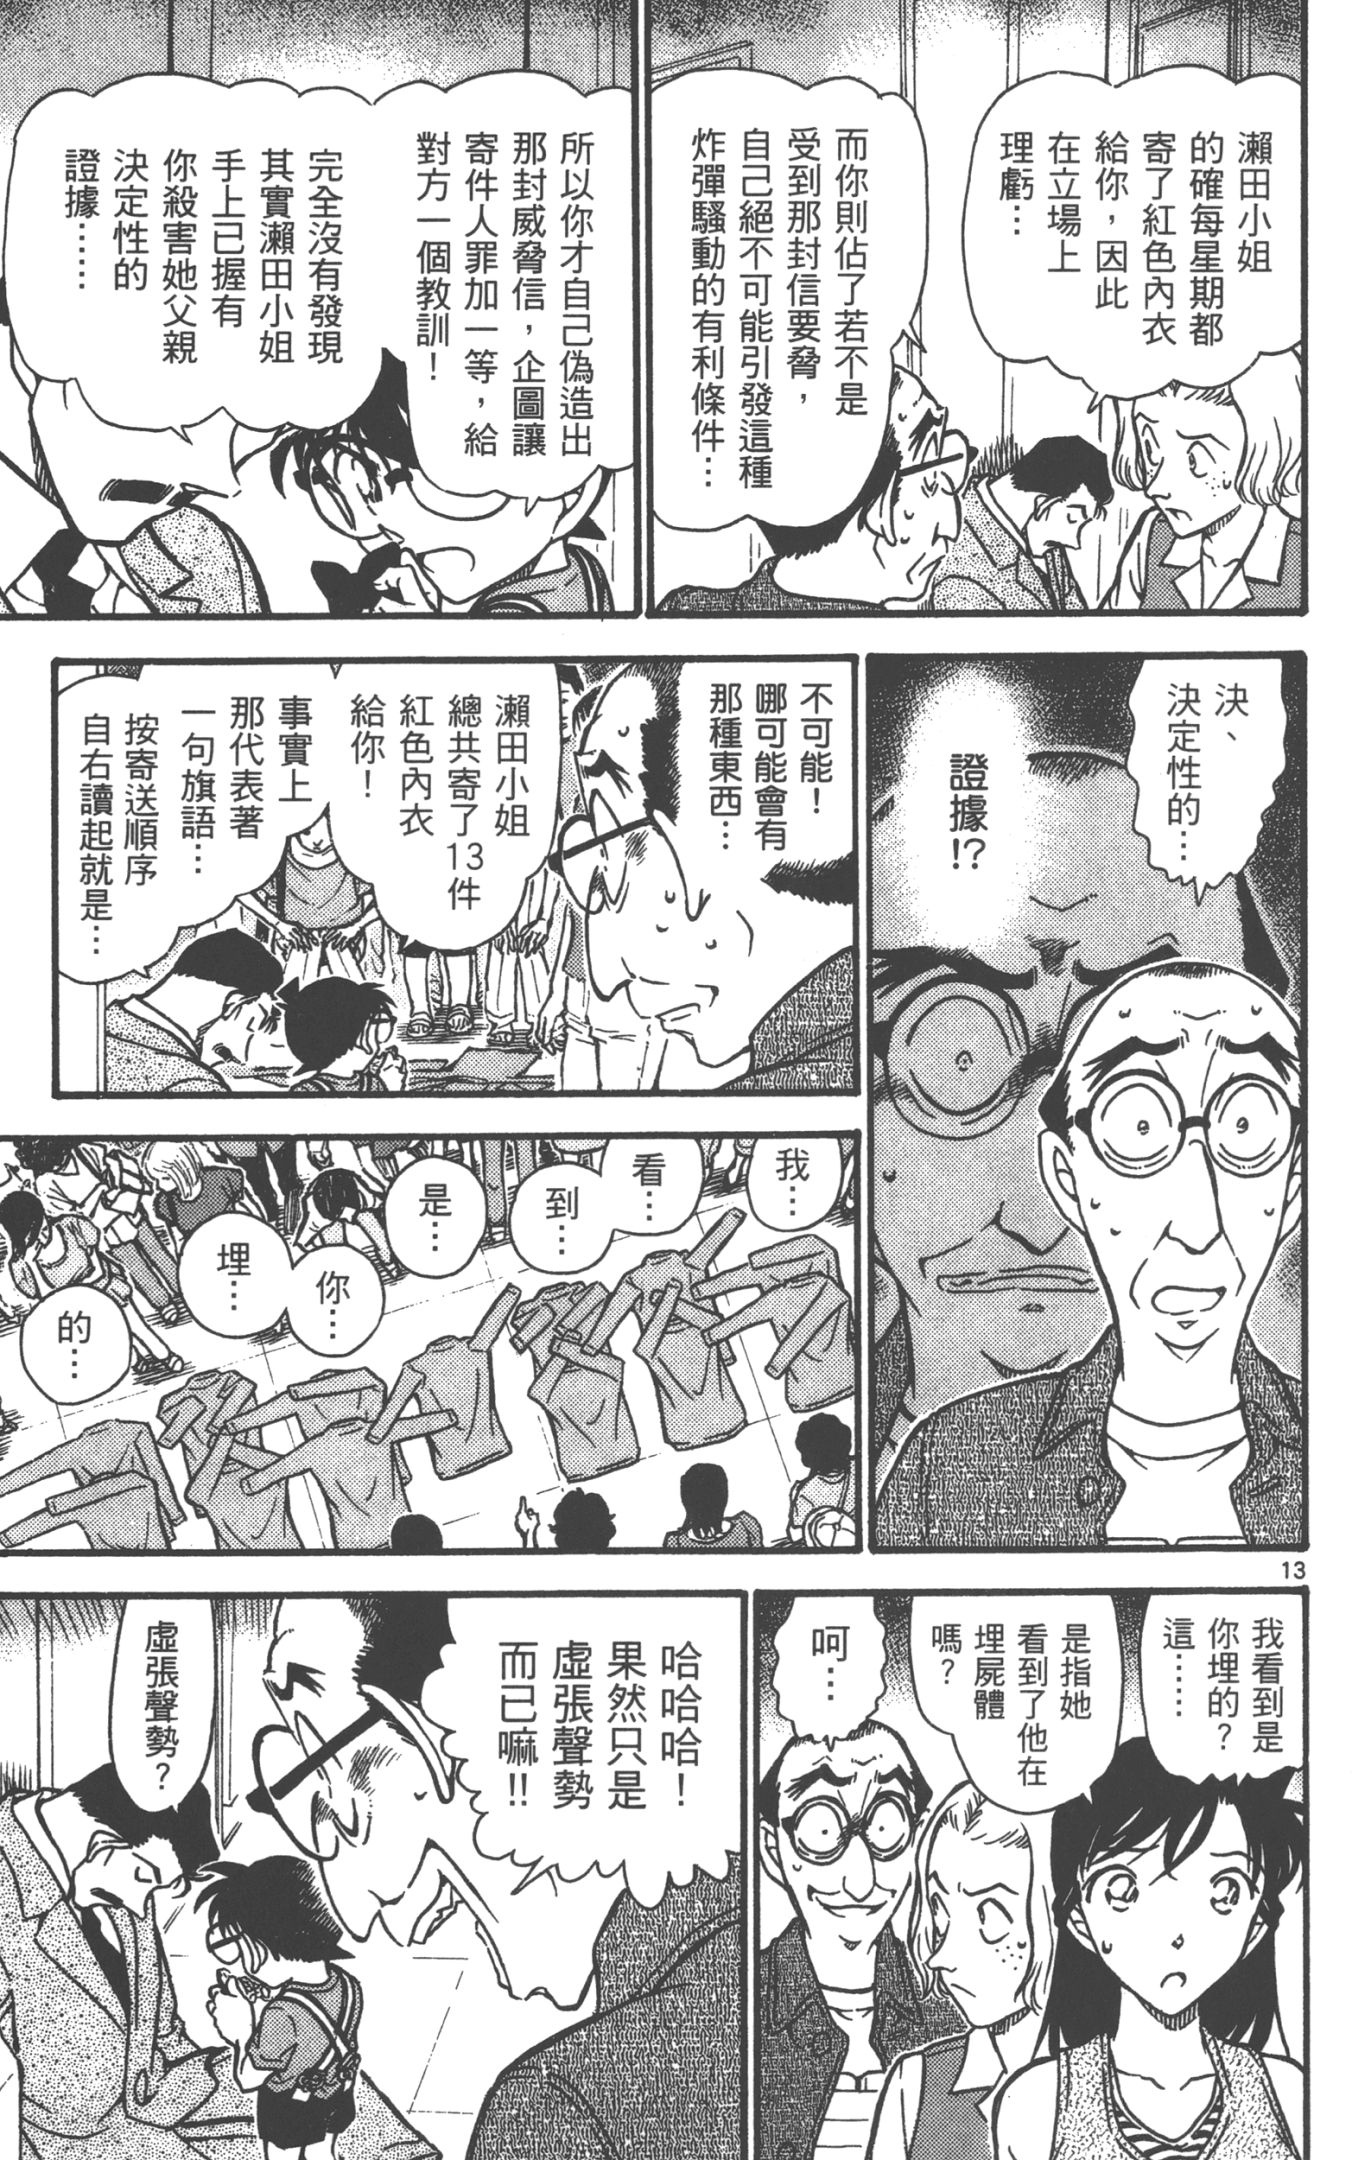 瀨田小姐
的確每星期都
寄了紅色內衣
給你，因此
在立場上
理虧…
而你則佔了若不是
受到那封信要脅，
自己絕不可能引發這種
炸彈騷動的有利條件…
所以你才自己偽造出
那封威脅信，企圖讓
寄件人罪加一等，給
對方一個教訓！
完全沒有發現
其實瀨田小姐
手上已握有
你殺害她父親
決定性的
證據……
決、
決定性的…
證據!?
不可能！
哪可能會有
那種東西…
瀨田小姐
總共寄了13件
紅色內衣
給你！
事實上
那代表著
一句旗語…
按寄送順序
自右讀起就是…
我…
看…
到…
是…
你…
埋…
的…
13
我看到是
你埋的？
這……
是指她
看到了他在
埋屍體
嗎？
呵…
哈哈哈！
果然只是
虛張聲勢
而已嘛!!
虛張聲勢？